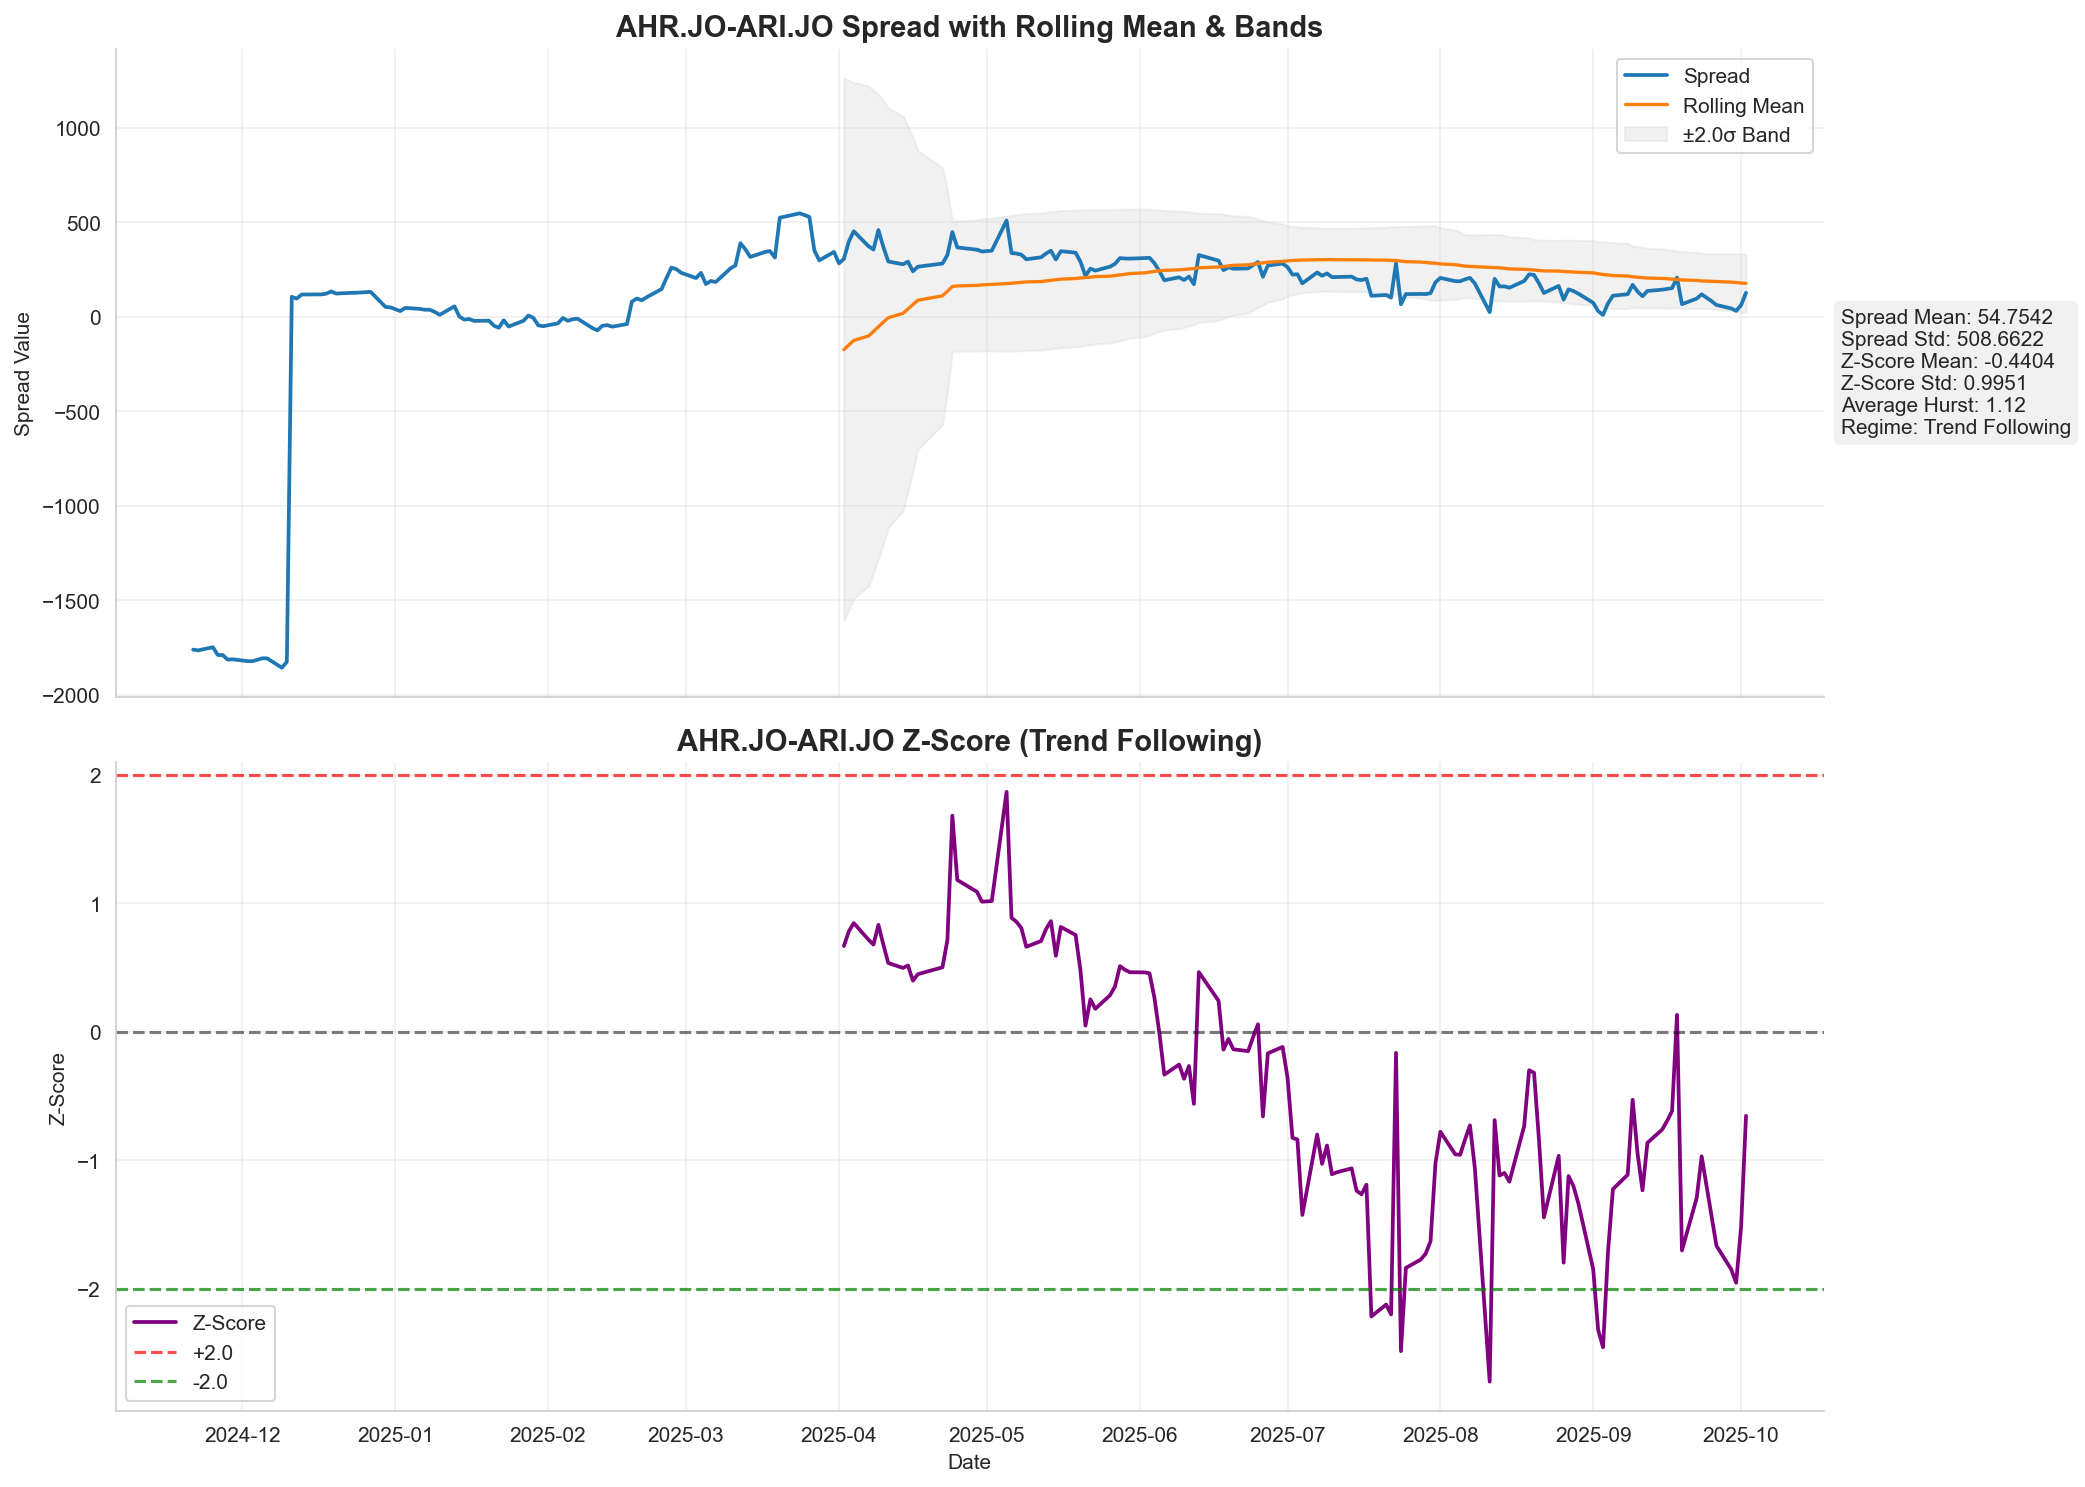 AHR.JO-ARI.JO Spread with Rolling Mean & Bands
Spread
Rolling Mean
±2.0σ Band
1000
500
0
−500
−1000
−1500
−2000
Spread Value
Spread Mean: 54.7542
Spread Std: 508.6622
Z-Score Mean: -0.4404
Z-Score Std: 0.9951
Average Hurst: 1.12
Regime: Trend Following
AHR.JO-ARI.JO Z-Score (Trend Following)
2
1
0
−1
−2
Z-Score
Z-Score
+2.0
-2.0
2024-12
2025-01
2025-02
2025-03
2025-04
2025-05
2025-06
2025-07
2025-08
2025-09
2025-10
Date